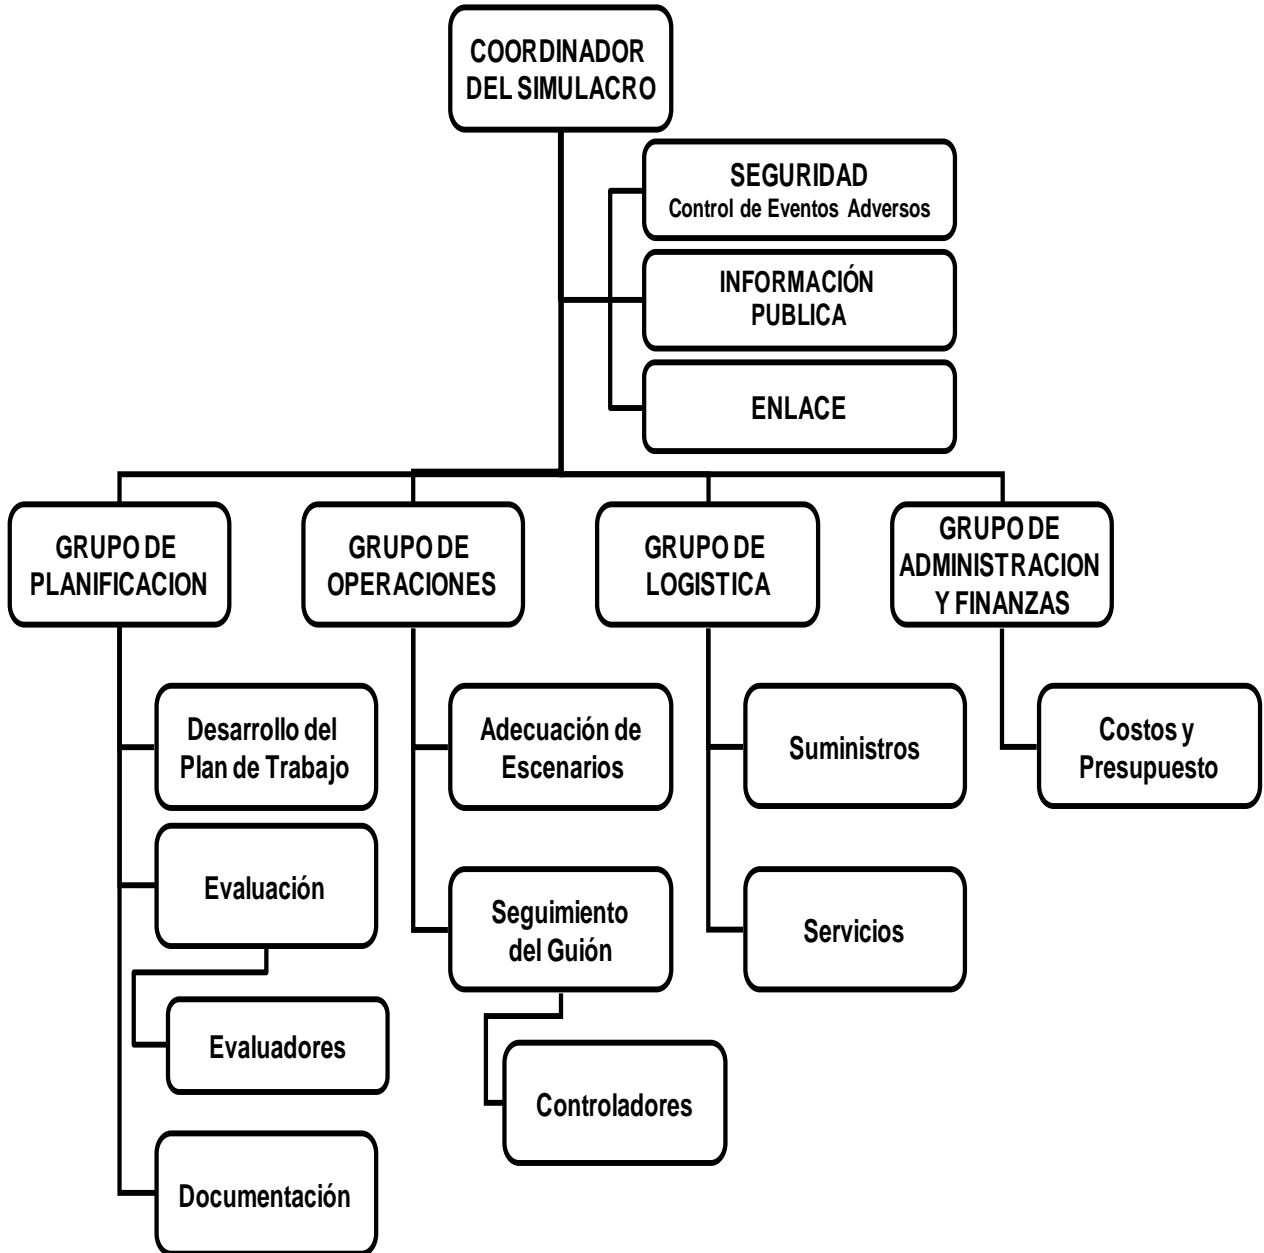 COORDINADOR
DEL SIMULACRO
SEGURIDAD
Control de Eventos Adversos
INFORMACIÓN
PUBLICA
ENLACE
GRUPO DE
PLANIFICACION
GRUPO DE
OPERACIONES
GRUPO DE
LOGISTICA
GRUPO DE
ADMINISTRACION
Y FINANZAS
Desarrollo del
Plan de Trabajo
Adecuación de
Escenarios
Suministros
Costos y
Presupuesto
Evaluación
Seguimiento
del Guión
Servicios
Evaluadores
Controladores
Documentación